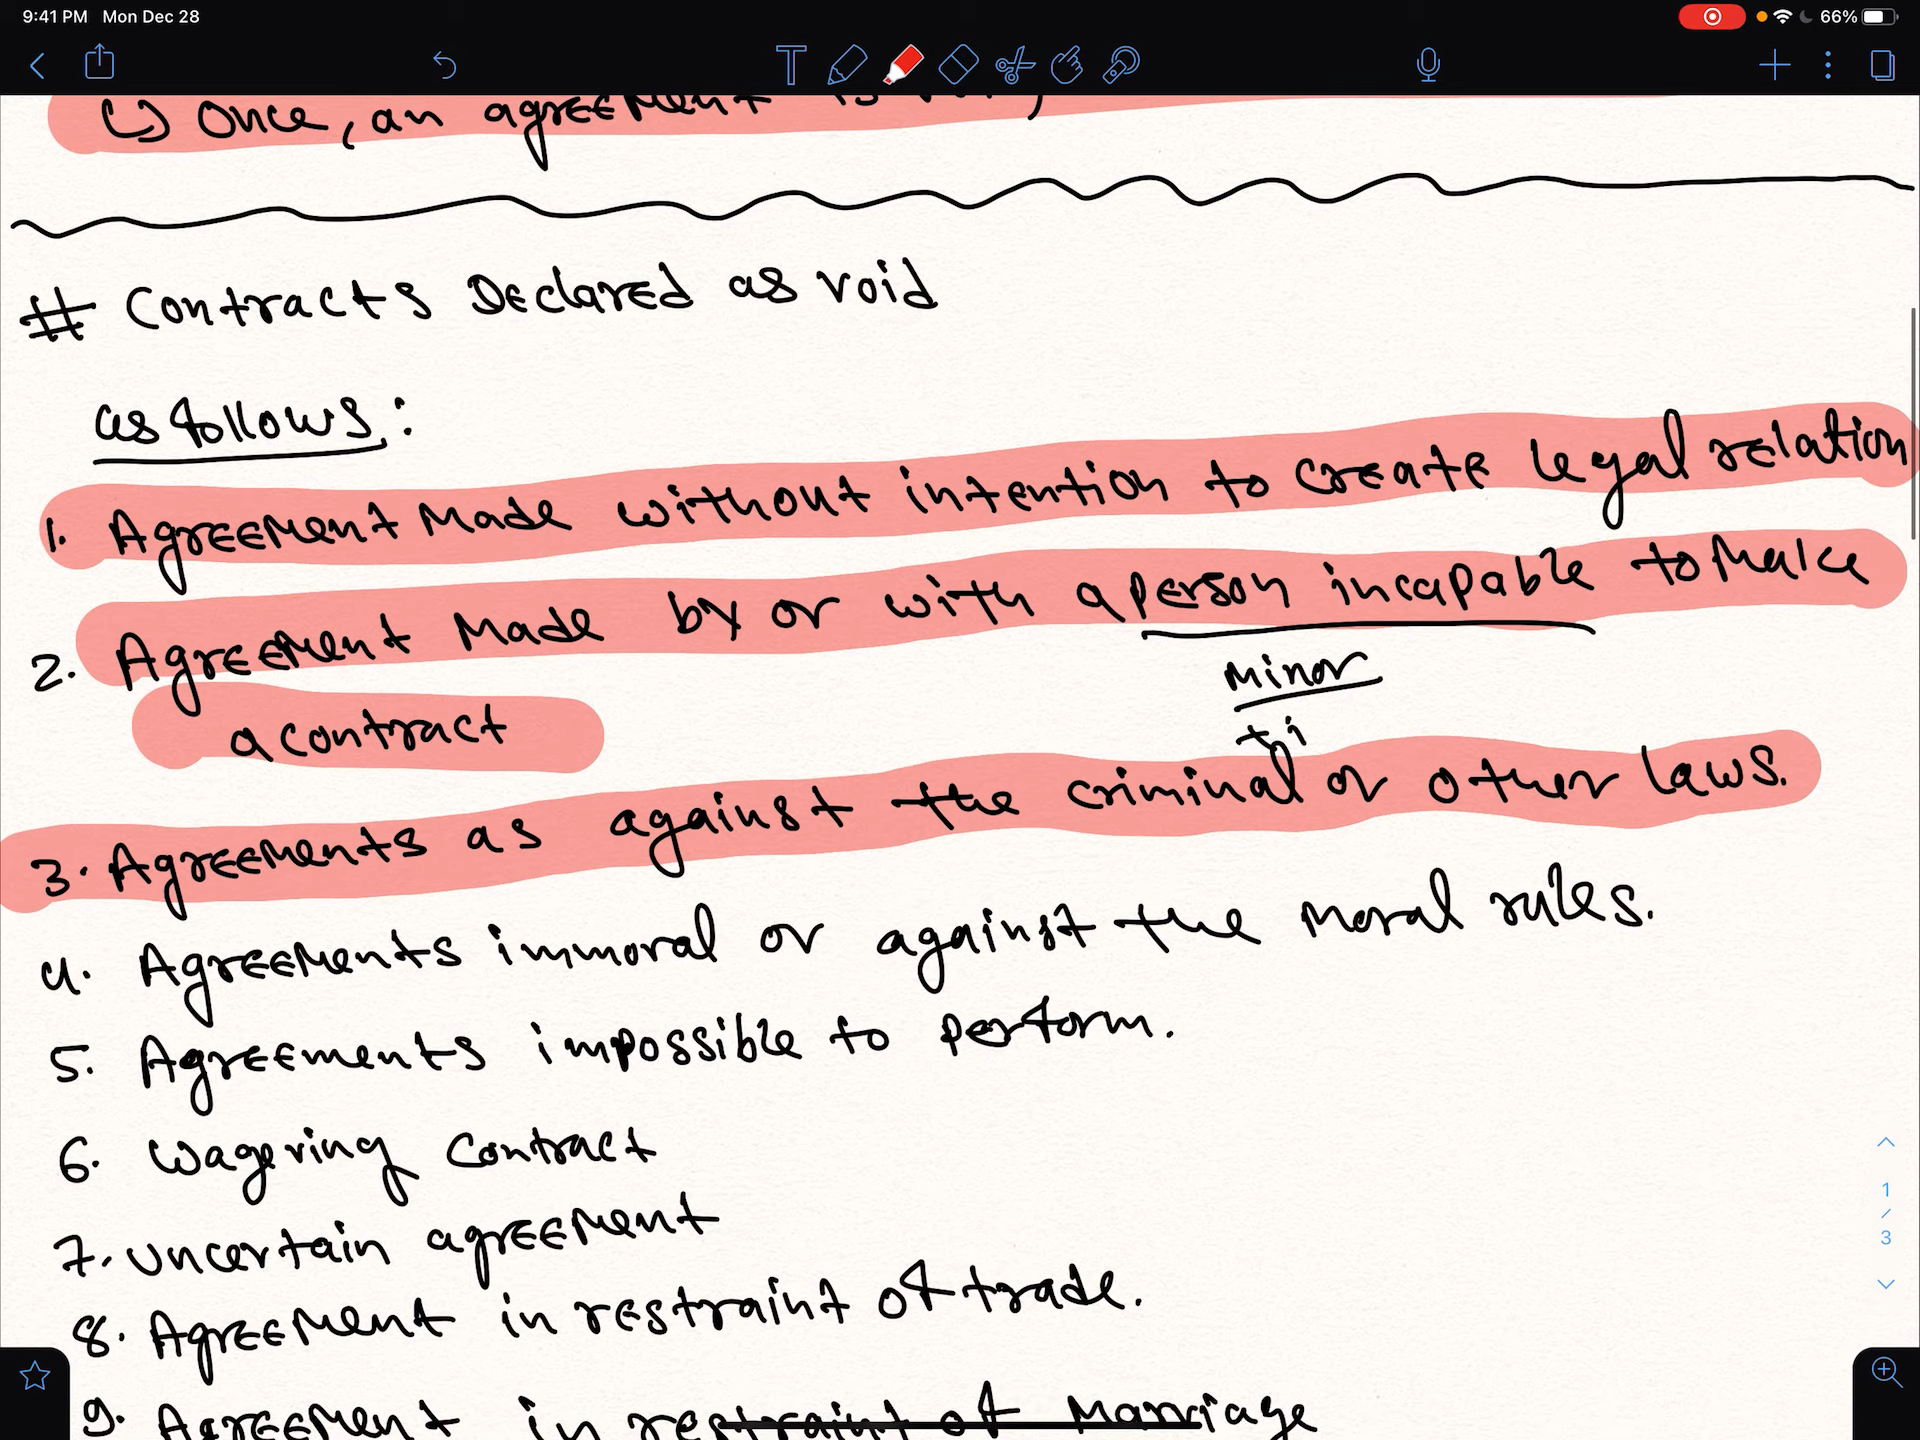 9:41 PM Mon Dec 28
66%
Once, an agreement is
# Contracts Declared as void
as follows:
1. Agreement Made without intention to create legal relation
2. Agreement Made by or with a person incapable to Make
Minor
a contract
3. Agreements as against the criminal or other laws.
4. Agreements immoral or against the moral rules.
5. Agreements impossible to perform.
6. Wagering Contract
7. uncertain agreement
8. Agreement in restraint of trade.
9. Agreement in restraint of Marriage
1
/
3